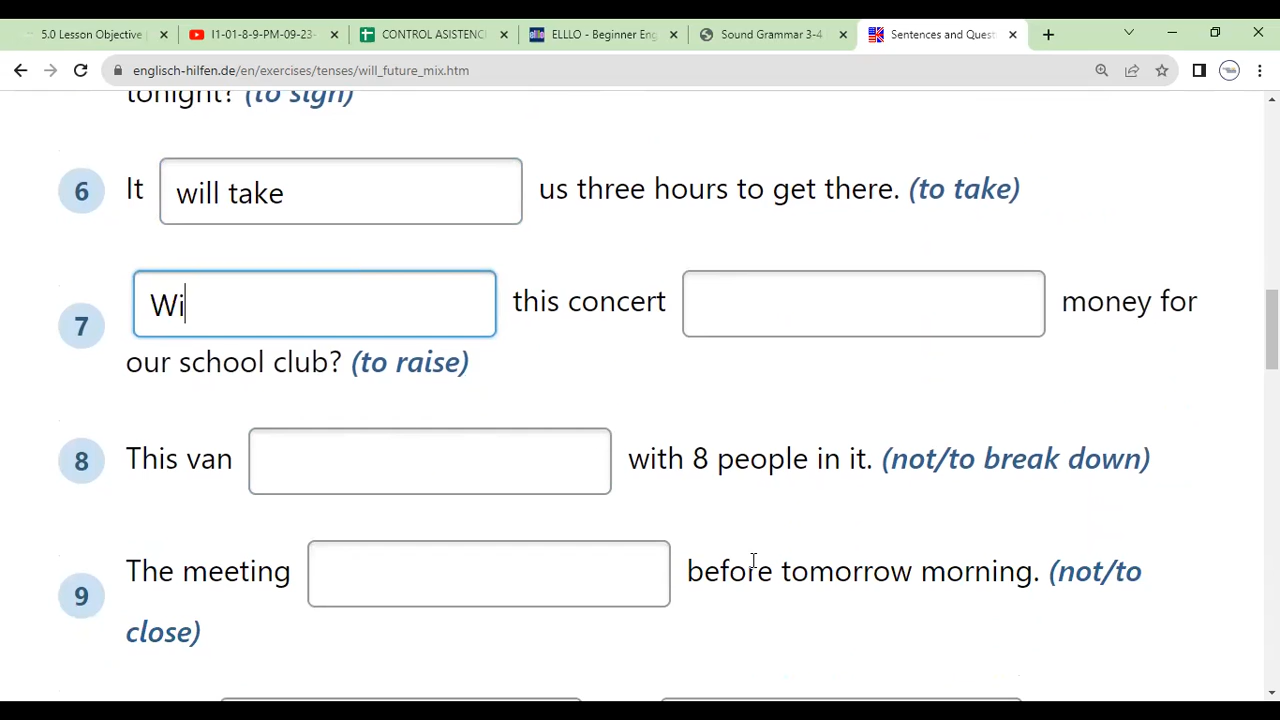 5.0 Lesson Objective
I1-01-8-9-PM-09-23-
CONTROL ASISTENC
ELLLO - Beginner Eng
Sound Grammar 3-4
Sentences and Quest
englisch-hilfen.de/en/exercises/tenses/will_future_mix.htm
tonight? (to sign)
6 It will take us three hours to get there. (to take)
7 Wi this concert money for
our school club? (to raise)
8 This van with 8 people in it. (not/to break down)
9 The meeting before tomorrow morning. (not/to
close)